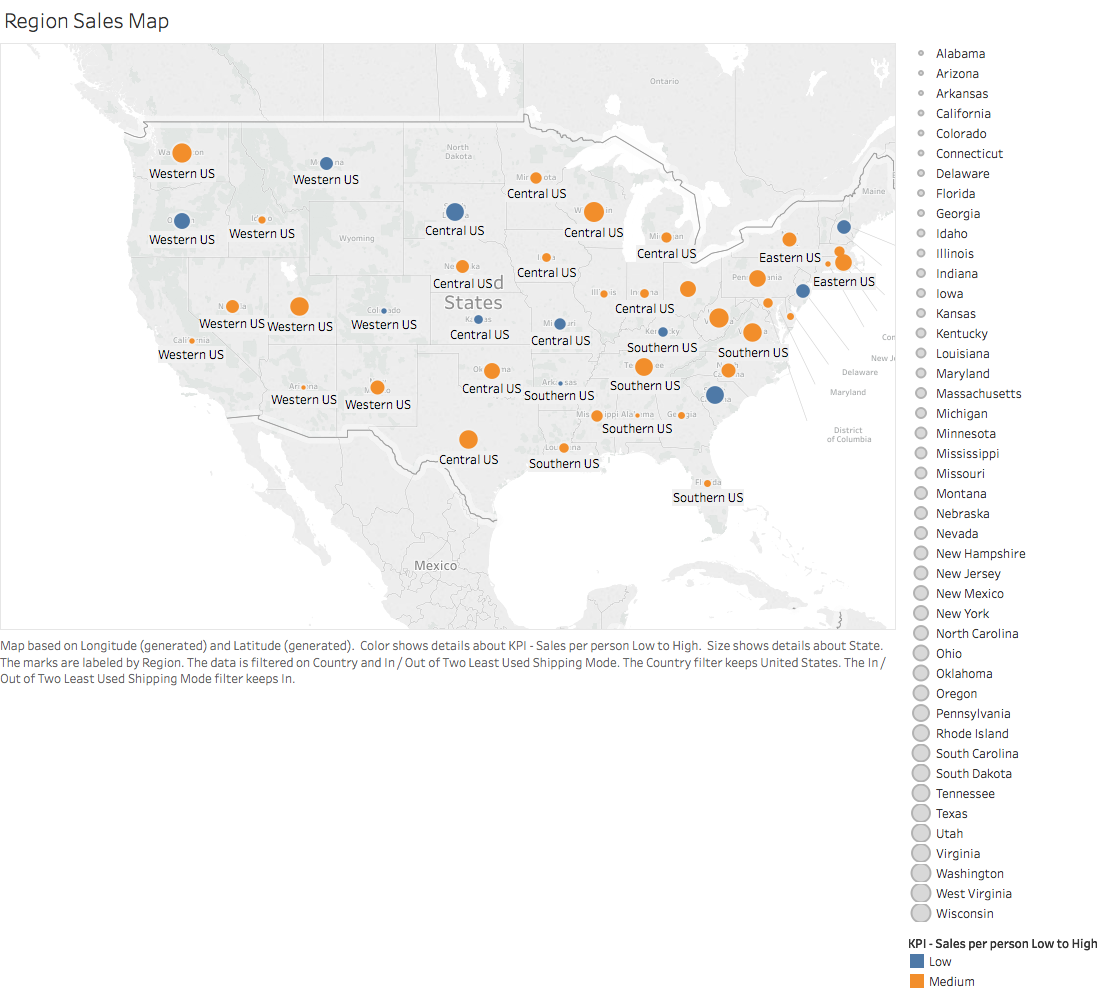 Region Sales Map
Ontario
North
Dakota
Maine
Wyoming
States
Mexico
Delaware
Maryland
District
of Columbia
Western US
Western US
Central US
Western US
Western US
Central US
Central US
Central US
Eastern US
Central US
Central US
Eastern US
Central US
Western US
Western US
Western US
Central US
Central US
Southern US
Southern US
Western US
Southern US
Central US
Southern US
Western US
Western US
Southern US
Central US
Southern US
Southern US
Map based on Longitude (generated) and Latitude (generated). Color shows details about KPI - Sales per person Low to High. Size shows details about State.
The marks are labeled by Region. The data is filtered on Country and In / Out of Two Least Used Shipping Mode. The Country filter keeps United States. The In /
Out of Two Least Used Shipping Mode filter keeps In.
Alabama
Arizona
Arkansas
California
Colorado
Connecticut
Delaware
Florida
Georgia
Idaho
Illinois
Indiana
Iowa
Kansas
Kentucky
Louisiana
Maryland
Massachusetts
Michigan
Minnesota
Mississippi
Missouri
Montana
Nebraska
Nevada
New Hampshire
New Jersey
New Mexico
New York
North Carolina
Ohio
Oklahoma
Oregon
Pennsylvania
Rhode Island
South Carolina
South Dakota
Tennessee
Texas
Utah
Virginia
Washington
West Virginia
Wisconsin
KPI - Sales per person Low to High
Low
Medium